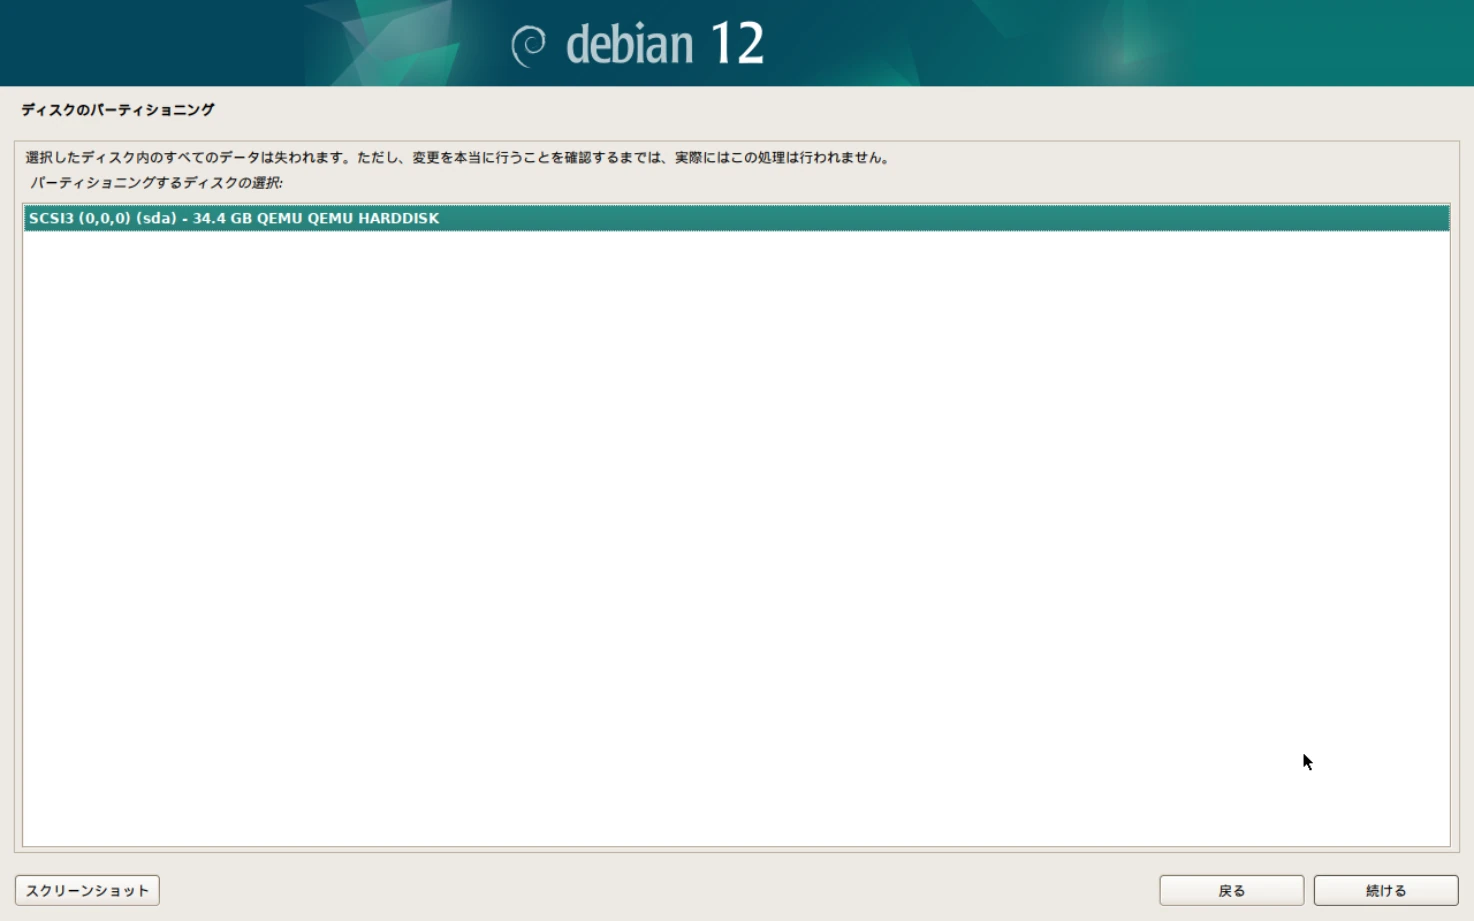 debian 12
ディスクのパーティショニング
選択したディスク内のすべてのデータは失われます。ただし、変更を本当に行うことを確認するまでは、実際にはこの処理は行われません。
パーティショニングするディスクの選択:
SCSI3 (0,0,0) (sda) - 34.4 GB QEMU QEMU HARDDISK
スクリーンショット
戻る
続ける